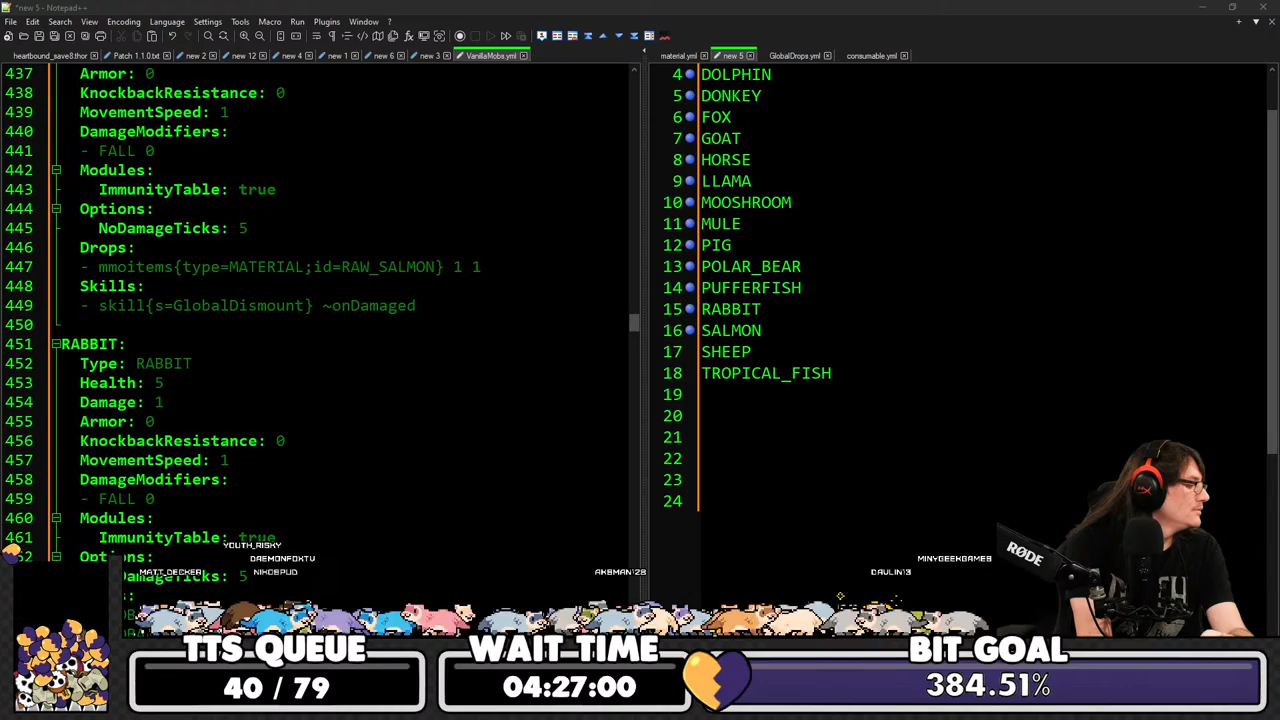 *new 5 - Notepad++
File Edit Search View Encoding Language Settings Tools Macro Run Plugins Window ?
heartbound_save8.thor Patch 1.1.0.txt new 2 new 12 new 4 new 1 new 6 new 3 VanillaMobs.yml
437 Armor: 0
438 KnockbackResistance: 0
439 MovementSpeed: 1
440 DamageModifiers:
441 - FALL 0
442 Modules:
443 ImmunityTable: true
444 Options:
445 NoDamageTicks: 5
446 Drops:
447 - mmoitems{type=MATERIAL;id=RAW_SALMON} 1 1
448 Skills:
449 - skill{s=GlobalDismount} ~onDamaged
450
451 RABBIT:
452 Type: RABBIT
453 Health: 5
454 Damage: 1
455 Armor: 0
456 KnockbackResistance: 0
457 MovementSpeed: 1
458 DamageModifiers:
459 - FALL 0
460 Modules:
461 ImmunityTable: true
Options:
DamageTicks: 5
material.yml new 5 GlobalDrops.yml consumable.yml
4 DOLPHIN
5 DONKEY
6 FOX
7 GOAT
8 HORSE
9 LLAMA
10 MOOSHROOM
11 MULE
12 PIG
13 POLAR_BEAR
14 PUFFERFISH
15 RABBIT
16 SALMON
17 SHEEP
18 TROPICAL_FISH
19
20
21
22
23
24
YOUTH_RISKY
DAEMONFOXTV
MATT_DECKER
NIKOSPUD
AKBMAN128
MINYGEEKGAMES
DAVLIN13
RØDE
TTS QUEUE
40 / 79
WAIT TIME
04:27:00
BIT GOAL
384.51%